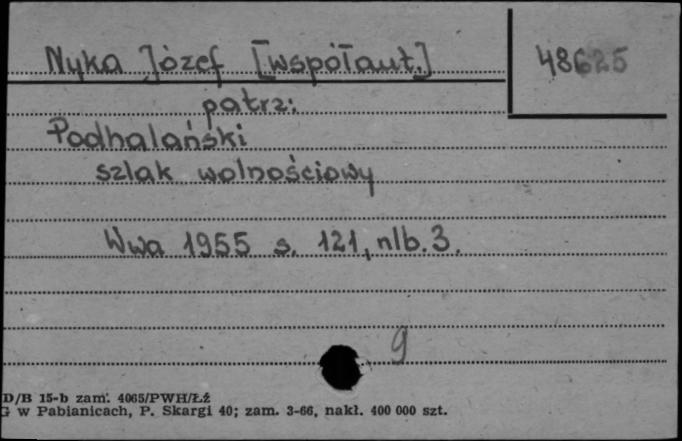 Nyka Józef [współaut.] 48625
patrz:
Podhalański
szlak wolnościowy
Wwa 1955 s. 121, nlb. 3.
9
D/B 15-b zam. 4065/PWH/Łź
G w Pabianicach, P. Skargi 40; zam. 3-66, nakł. 400 000 szt.